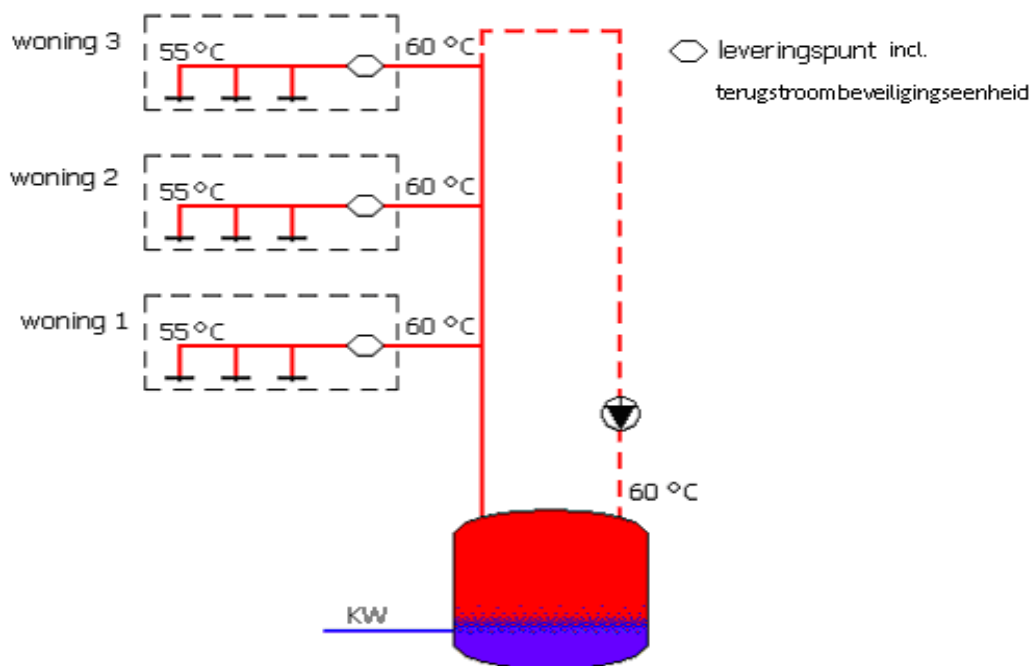 woning 3
55 °C
60 °C
leveringspunt incl.
terugstroombeveiligingseenheid
woning 2
55 °C
60 °C
woning 1
55 °C
60 °C
60 °C
KW